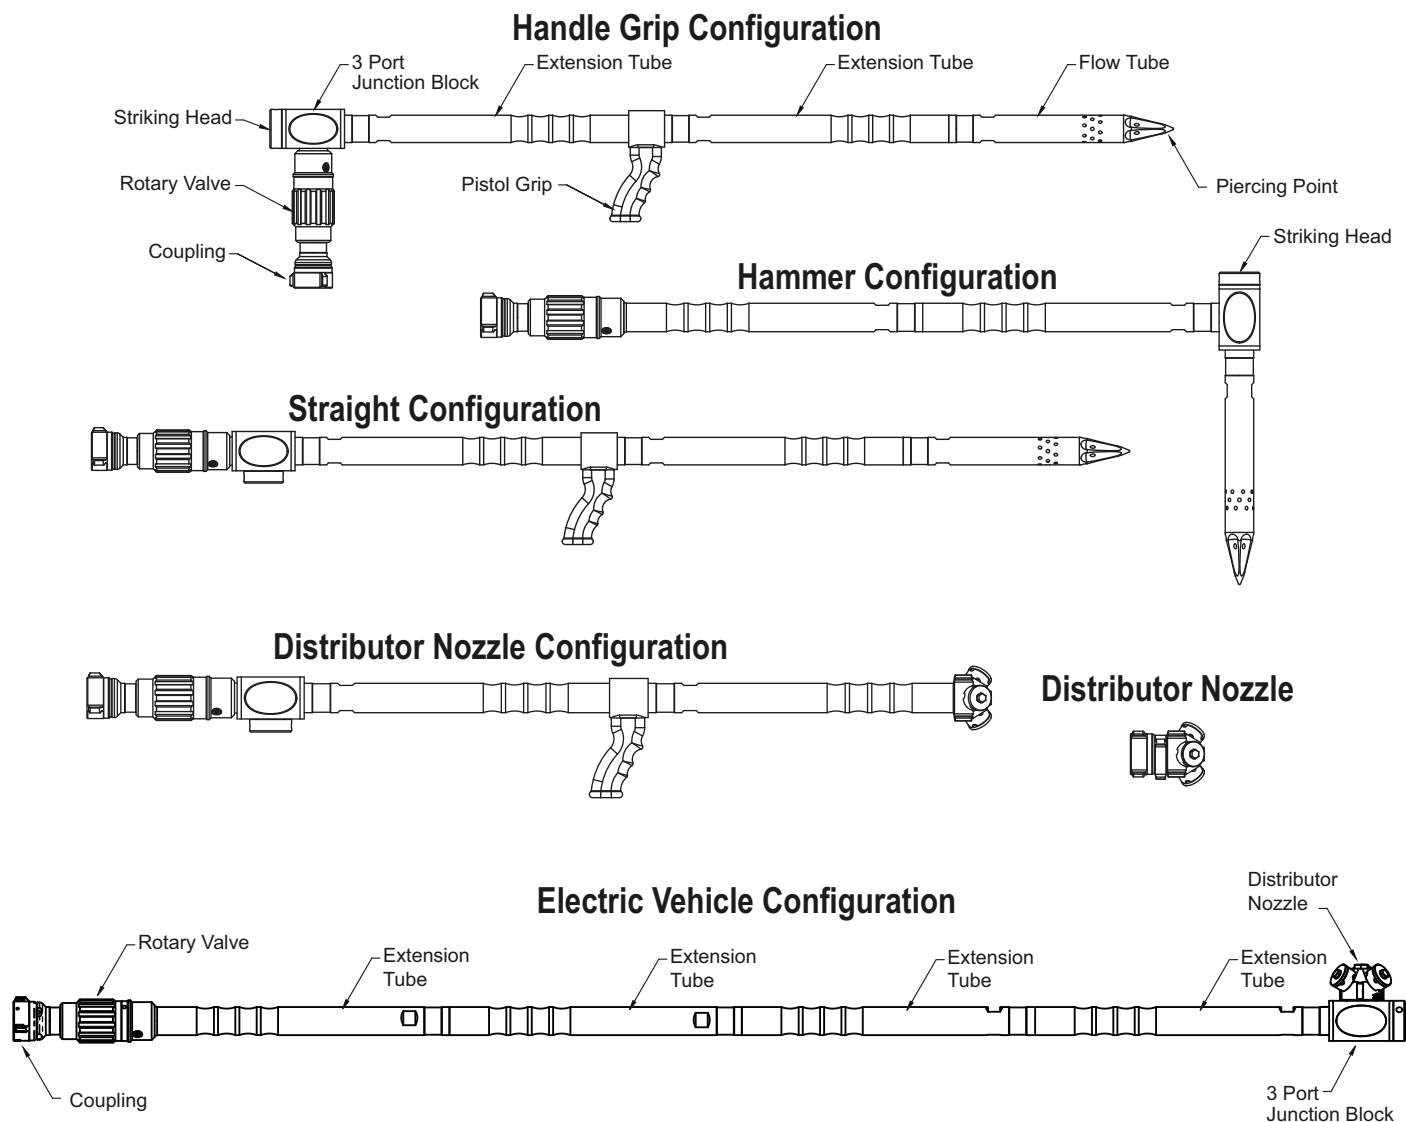 Handle Grip Configuration
3 Port
Junction Block
Extension Tube
Extension Tube
Flow Tube
Striking Head
Rotary Valve
Pistol Grip
Piercing Point
Coupling
Striking Head
Hammer Configuration
Straight Configuration
Distributor Nozzle Configuration
Distributor Nozzle
Electric Vehicle Configuration
Distributor
Nozzle
Rotary Valve
Extension
Tube
Extension
Tube
Extension
Tube
Extension
Tube
Coupling
3 Port
Junction Block